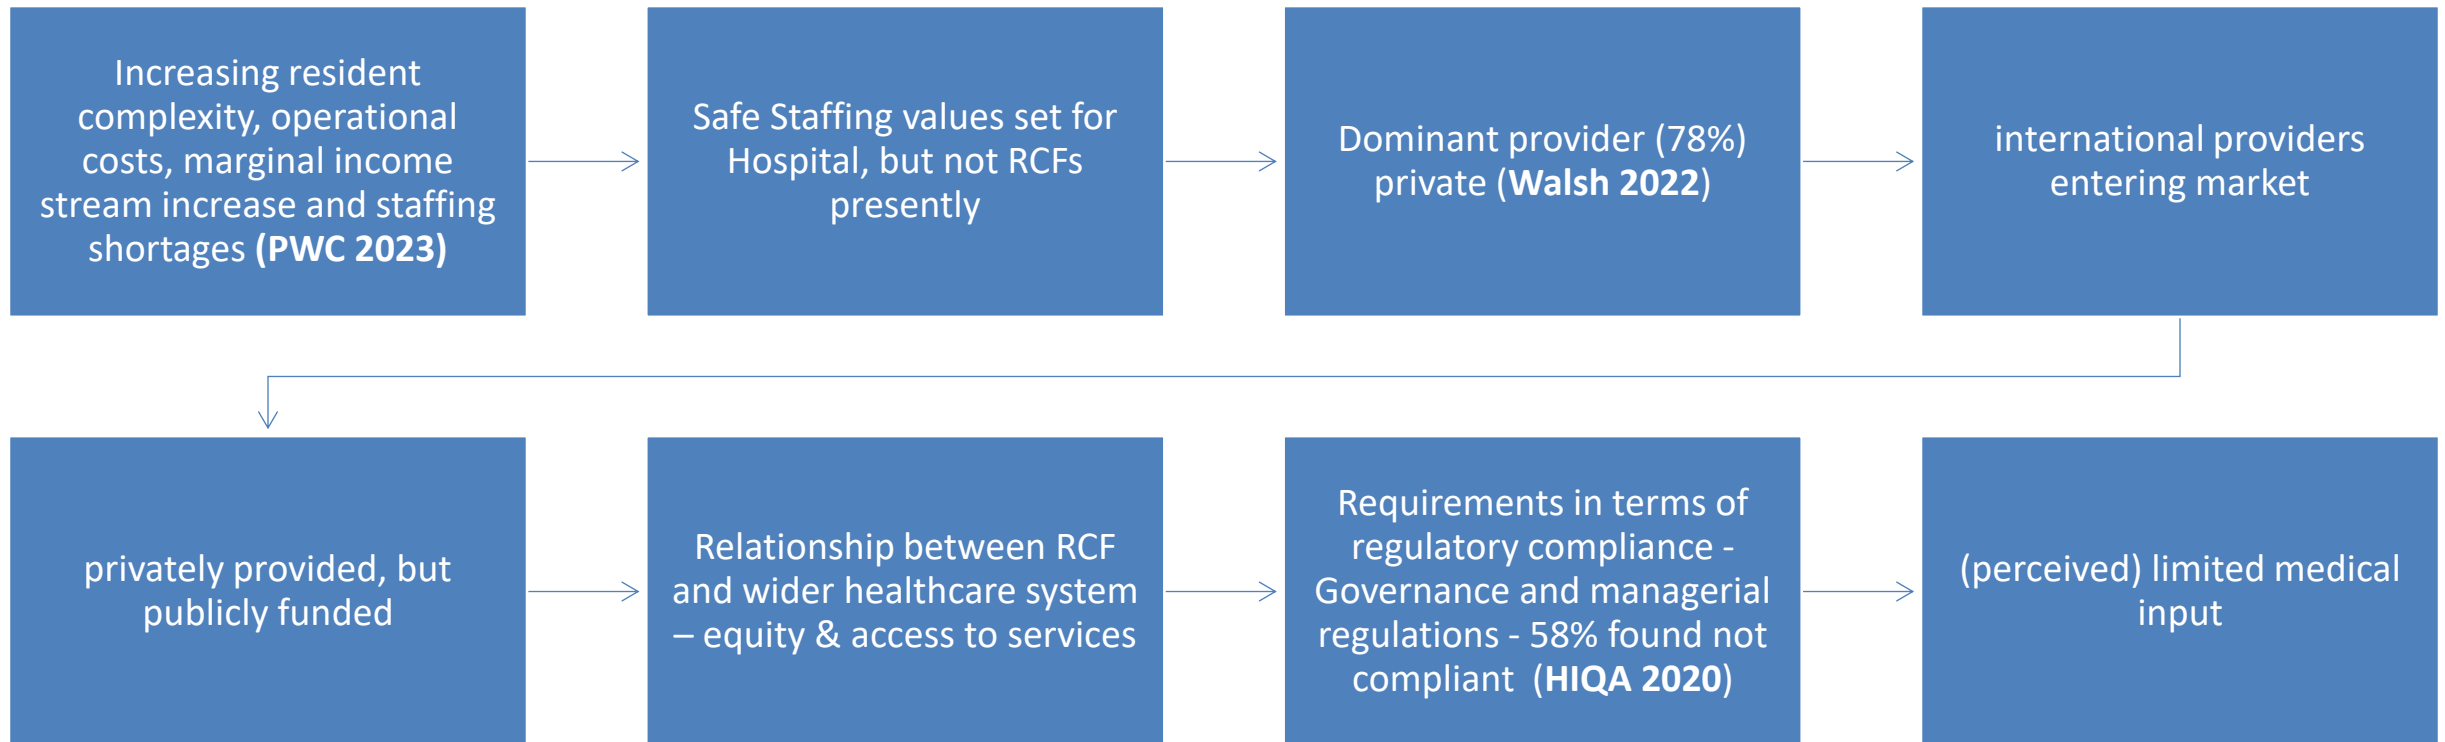 Increasing resident
complexity, operational
costs, marginal income
stream increase and staffing
shortages (PWC 2023)
Safe Staffing values set for
Hospital, but not RCFs
presently
Dominant provider (78%)
private (Walsh 2022)
international providers
entering market
privately provided, but
publicly funded
Relationship between RCF
and wider healthcare system
– equity & access to services
Requirements in terms of
regulatory compliance -
Governance and managerial
regulations - 58% found not
compliant (HIQA 2020)
(perceived) limited medical
input